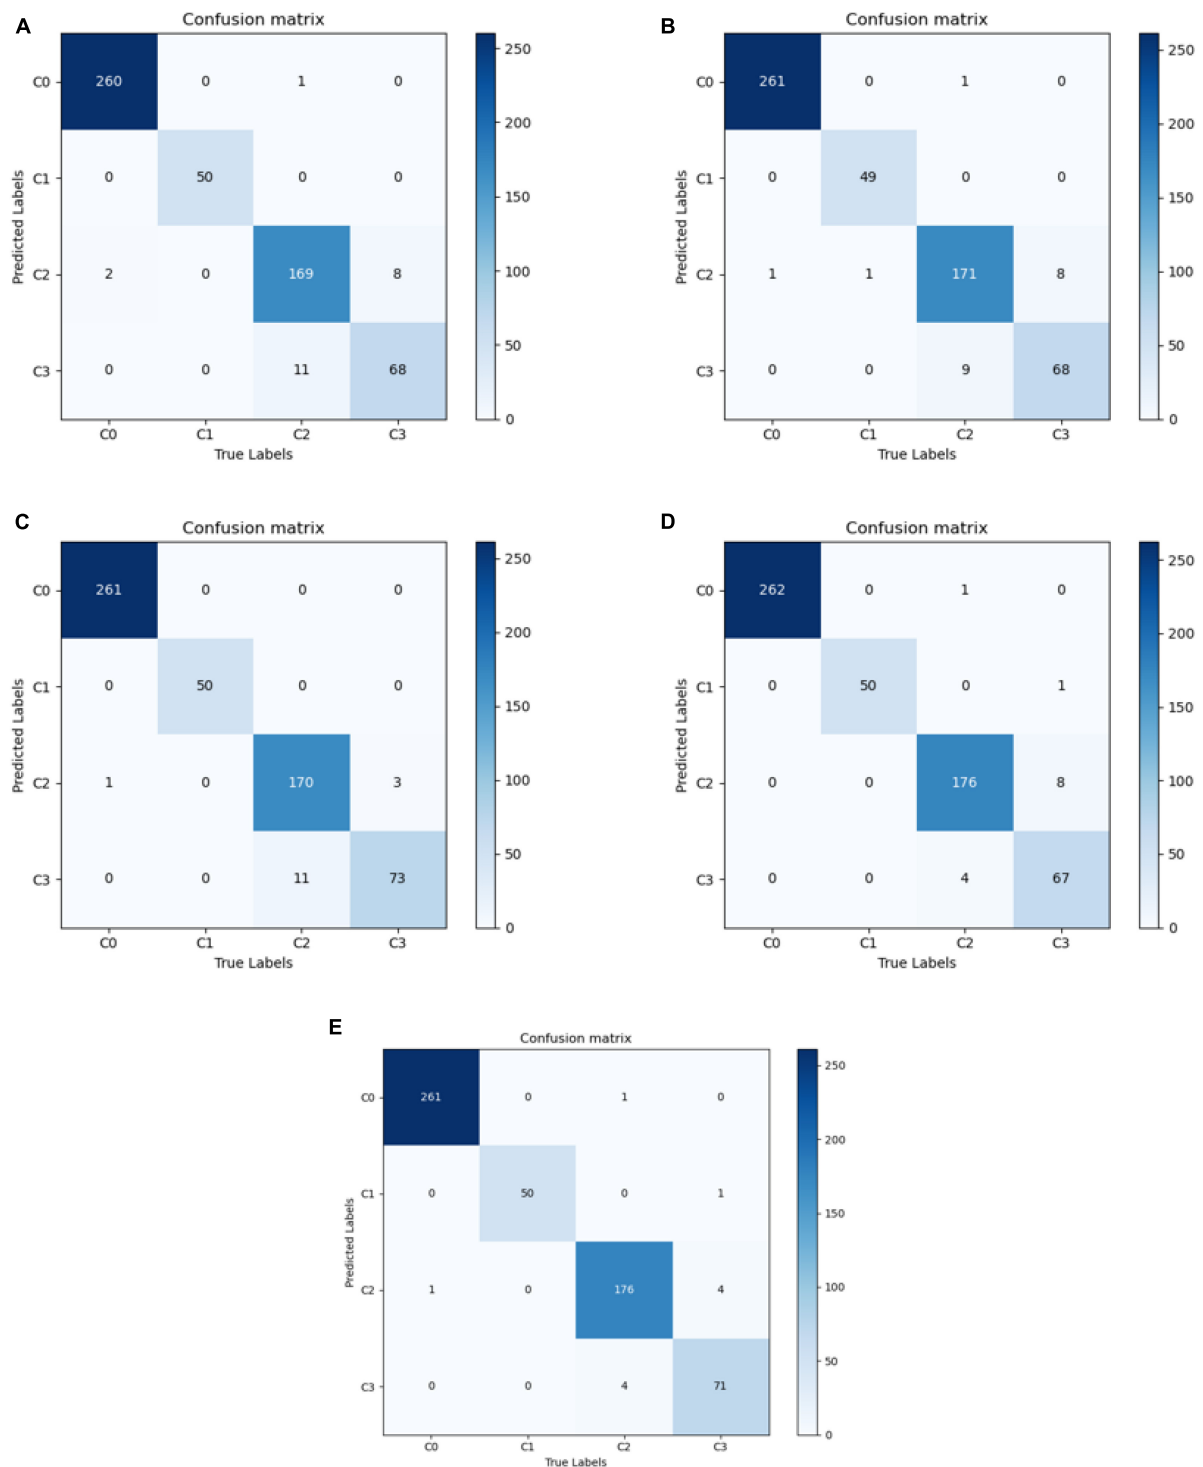 A
Confusion matrix
C0 260 0 1 0
C1 0 50 0 0
C2 2 0 169 8
C3 0 0 11 68
C0 C1 C2 C3
True Labels
Predicted Labels
250
200
150
100
50
0
B
Confusion matrix
C0 261 0 1 0
C1 0 49 0 0
C2 1 1 171 8
C3 0 0 9 68
C0 C1 C2 C3
True Labels
Predicted Labels
250
200
150
100
50
0
C
Confusion matrix
C0 261 0 0 0
C1 0 50 0 0
C2 1 0 170 3
C3 0 0 11 73
C0 C1 C2 C3
True Labels
Predicted Labels
250
200
150
100
50
0
D
Confusion matrix
C0 262 0 1 0
C1 0 50 0 1
C2 0 0 176 8
C3 0 0 4 67
C0 C1 C2 C3
True Labels
Predicted Labels
250
200
150
100
50
0
E
Confusion matrix
C0 261 0 1 0
C1 0 50 0 1
C2 1 0 176 4
C3 0 0 4 71
C0 C1 C2 C3
True Labels
Predicted Labels
250
200
150
100
50
0